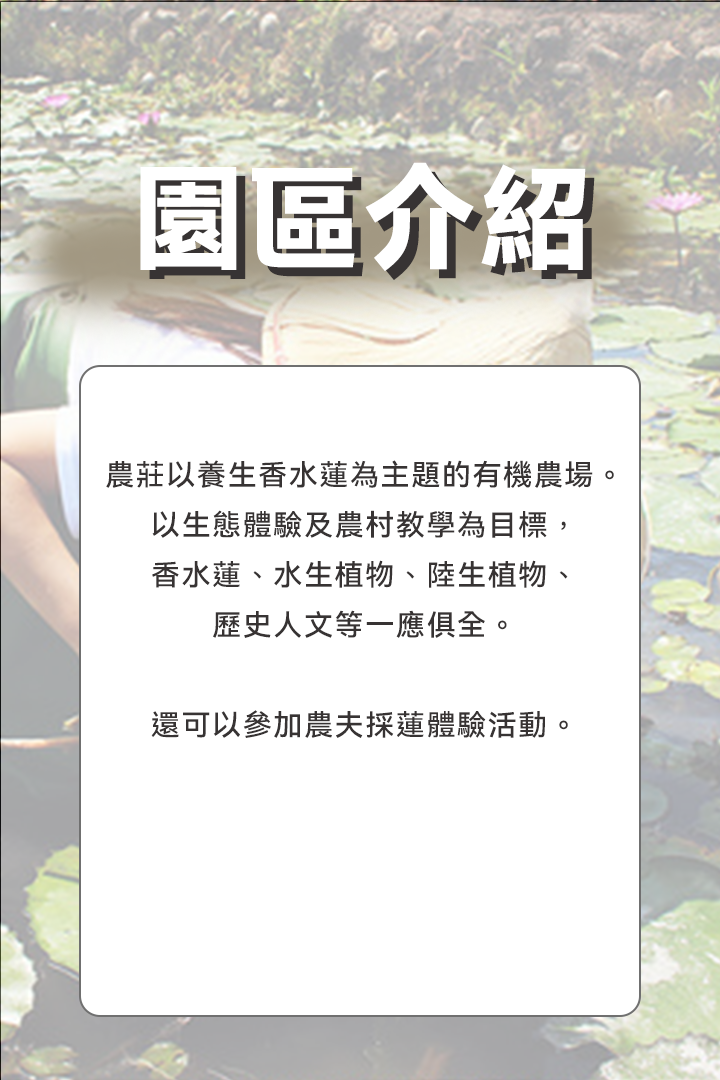 園區介紹
農莊以養生香水蓮為主題的有機農場。
以生態體驗及農村教學為目標，
香水蓮、水生植物、陸生植物、
歷史人文等一應俱全。
還可以參加農夫採蓮體驗活動。